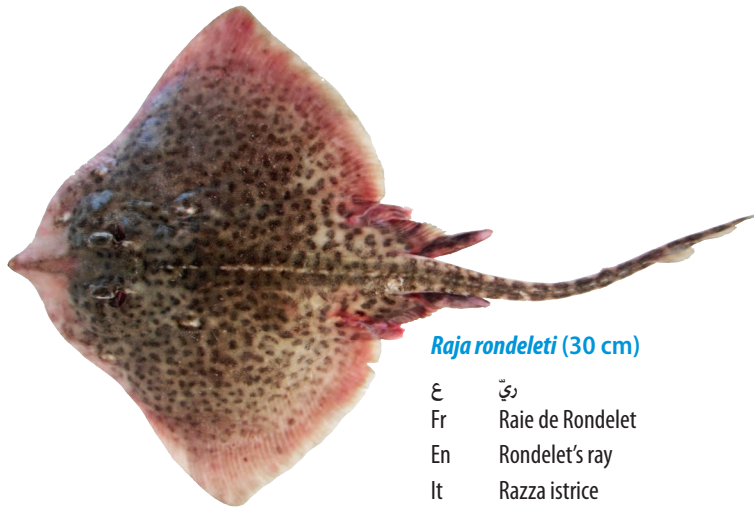 Raja rondeleti (30 cm)
ع ريّ
Fr Raie de Rondelet
En Rondelet’s ray
It Razza istrice